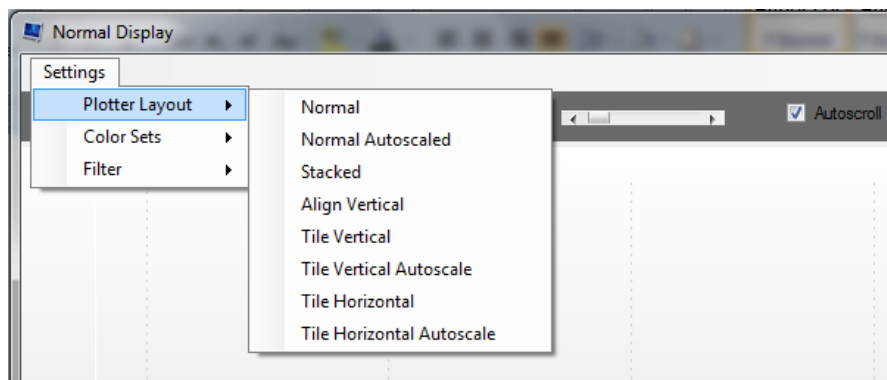 Normal Display
Settings
Plotter Layout
Color Sets
Filter
Normal
Normal Autoscaled
Stacked
Align Vertical
Tile Vertical
Tile Vertical Autoscale
Tile Horizontal
Tile Horizontal Autoscale
Autoscroll